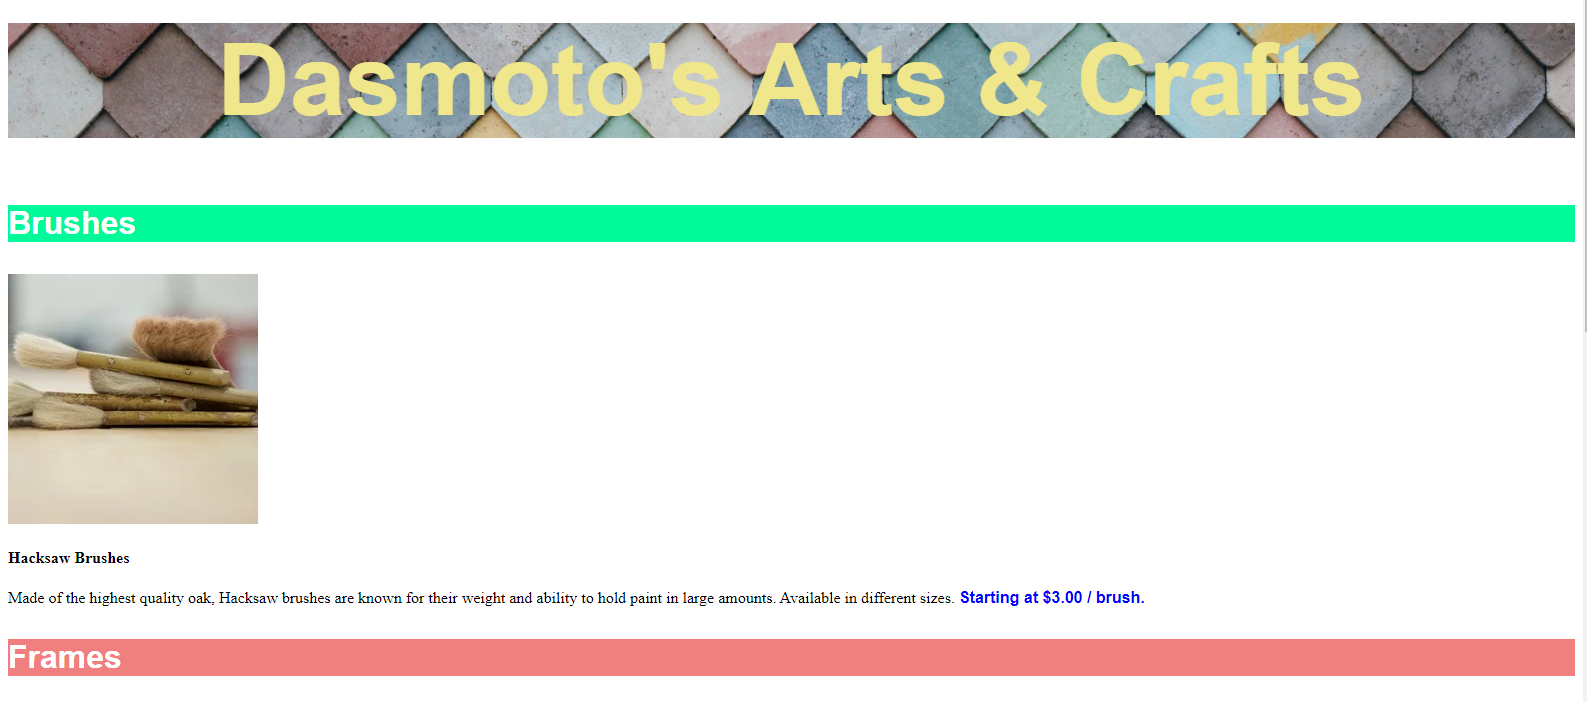 Dasmoto's Arts & Crafts
Brushes
Hacksaw Brushes
Made of the highest quality oak, Hacksaw brushes are known for their weight and ability to hold paint in large amounts. Available in different sizes. Starting at $3.00 / brush.
Frames